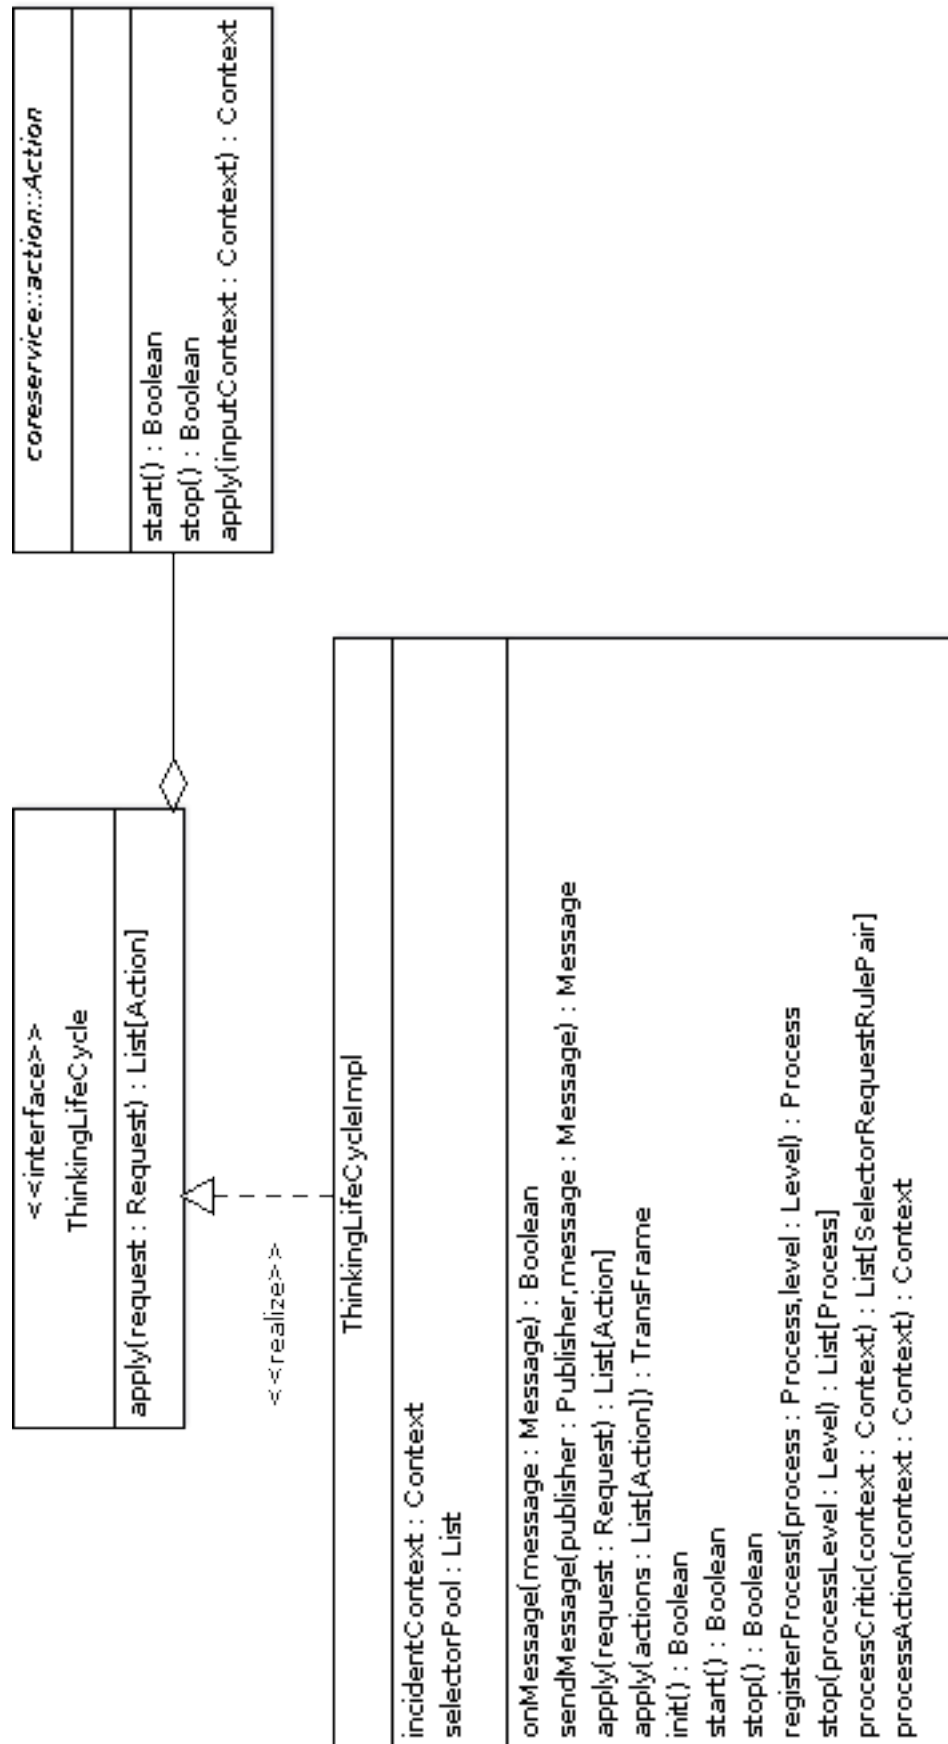 <<interface>>
ThinkingLifeCycle
apply(request : Request) : List[Action]
coreservice::action::Action
start() : Boolean
stop() : Boolean
apply(inputContext : Context) : Context
<<realize>>
ThinkingLifeCycleImpl
incidentContext : Context
selectorPool : List
onMessage(message : Message) : Boolean
sendMessage(publisher : Publisher,message : Message) : Message
apply(request : Request) : List[Action]
apply(actions : List[Action]) : TransFrame
init() : Boolean
start() : Boolean
stop() : Boolean
registerProcess(process : Process,level : Level) : Process
stop(processLevel : Level) : List[Process]
processCritic(context : Context) : List[SelectorRequestRulePair]
processAction(context : Context) : Context